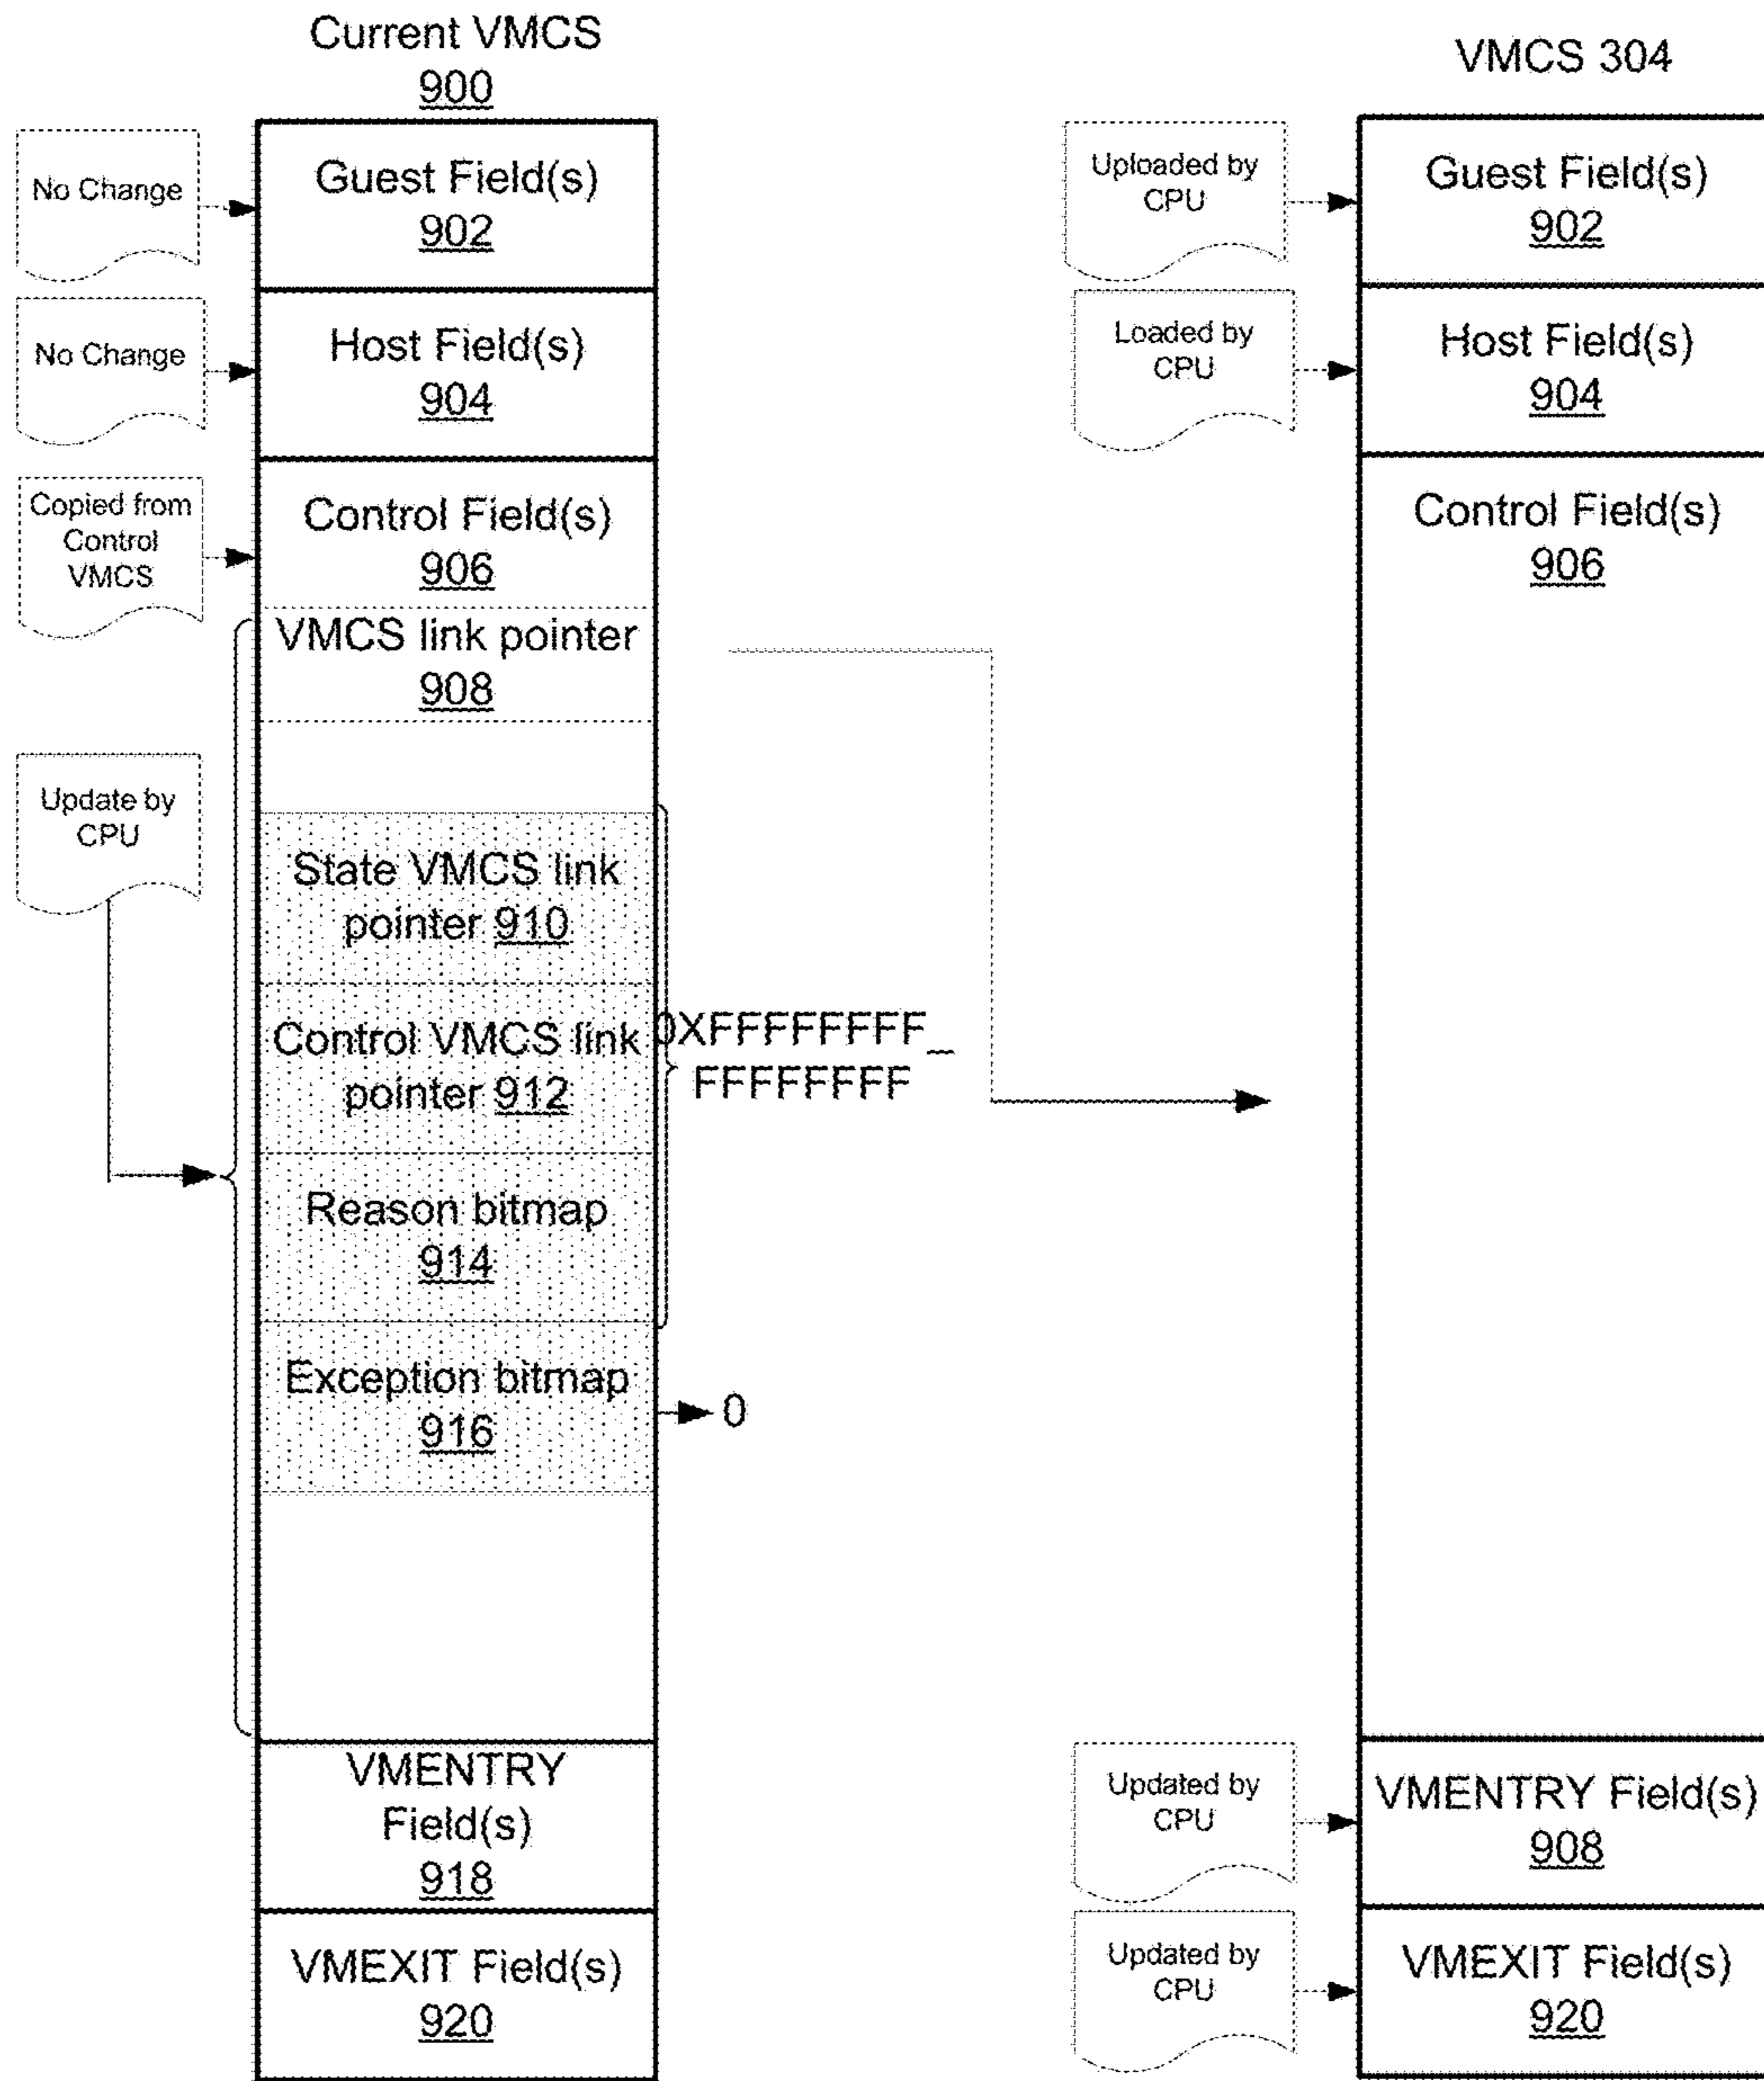 Current VMCS
900
No Change
Guest Field(s)
902
No Change
Host Field(s)
904
Copied from
Control
VMCS
Control Field(s)
906
VMCS link pointer
908
Update by
CPU
State VMCS link
pointer 910
Control VMCS link
pointer 912
0XFFFFFFFF_
FFFFFFFF
Reason bitmap
914
Exception bitmap
916
0
VMENTRY
Field(s)
918
VMEXIT Field(s)
920
VMCS 304
Uploaded by
CPU
Guest Field(s)
902
Loaded by
CPU
Host Field(s)
904
Control Field(s)
906
Updated by
CPU
VMENTRY Field(s)
908
Updated by
CPU
VMEXIT Field(s)
920